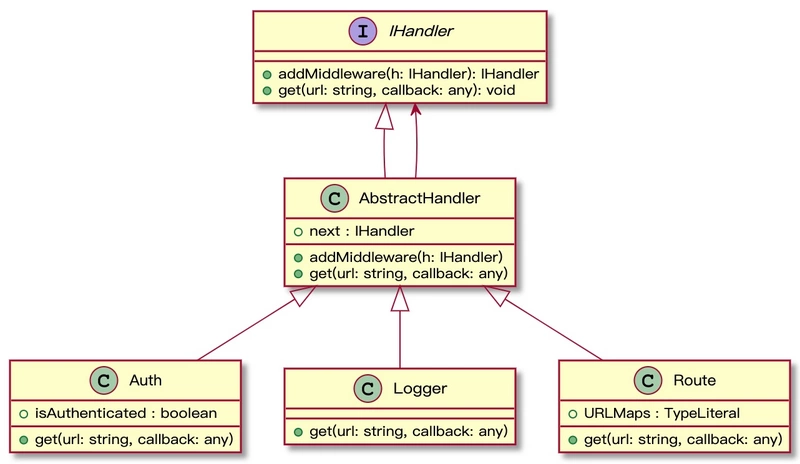 I IHandler
addMiddleware(h: IHandler): IHandler
get(url: string, callback: any): void
C AbstractHandler
next : IHandler
addMiddleware(h: IHandler)
get(url: string, callback: any)
C Auth
isAuthenticated : boolean
get(url: string, callback: any)
C Logger
get(url: string, callback: any)
C Route
URLMaps : TypeLiteral
get(url: string, callback: any)